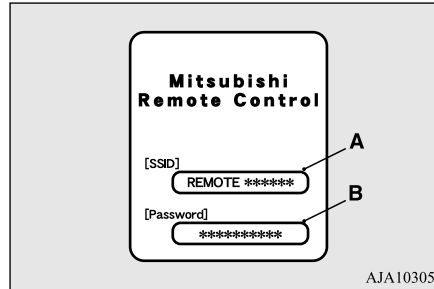 Mitsubishi
Remote Control
[SSID]
REMOTE ******
A
[Password]
**********
B
AJA10305